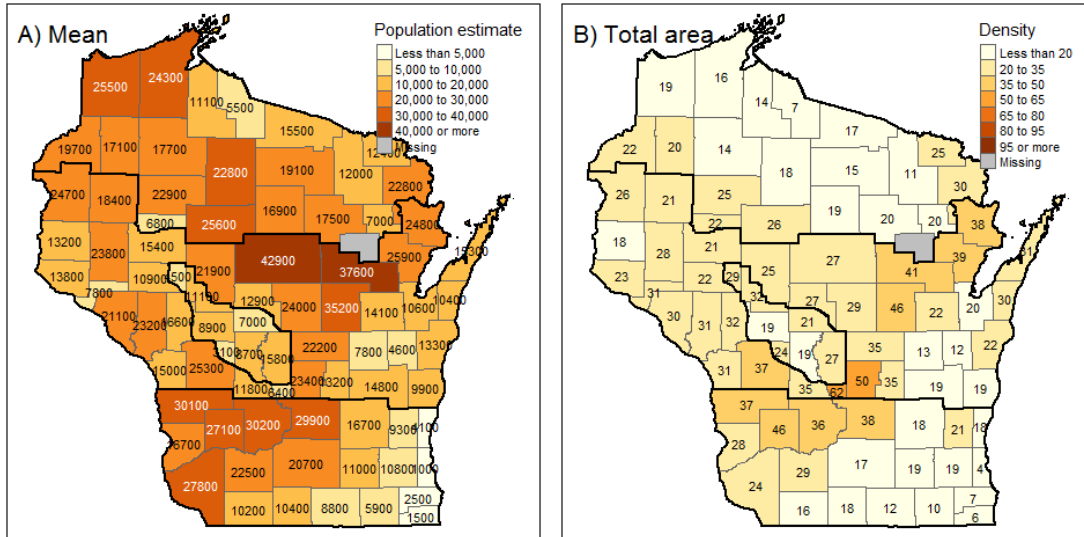 A) Mean
Population estimate
Less than 5,000
5,000 to 10,000
10,000 to 20,000
20,000 to 30,000
30,000 to 40,000
40,000 or more
Missing
25500 24300 11100 5500
15500
19700 17100 17700 22800 19100 12000
22800
24700 18400 22900 16900 17500 7000 24800
6800 25600
13200 23800 15400 42900 37600 25900 15300
13800 10900 21900
7800 12900 24000 35200 14100 10600 10400
21100 23200 16600 8900 7000
22200 7800 4600 13300
15000 25300 15800
11800 6400 23400 13200 14800 9900
30100 27100 30200 29900 16700 9300
22500 20700 11000 10800
27800 10200 10400 8800 5900 2500
1500
B) Total area
Density
Less than 20
20 to 35
35 to 50
50 to 65
65 to 80
80 to 95
95 or more
Missing
19 16 14 7
17
22 20 14 18 15 11 25
30
26 21 25 19 20 20 38
22 26
18 28 21 27 41 39 31
23 22 29 25
31 32 27 29 46 22 20 30
30 31 32 19 21
35 13 12 22
31 37 24 19 27
35 62 50 35 19 19
37 46 36 38 18 21 18
28 29 17 19 19 4
24 16 18 12 10 7
6